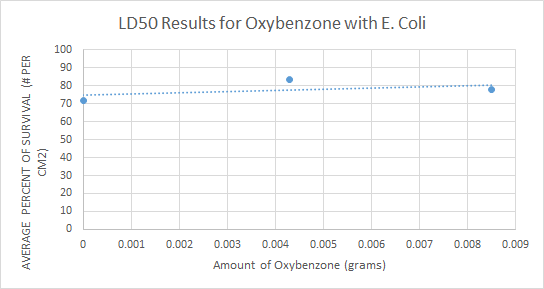 LD50 Results for Oxybenzone with E. Coli
AVERAGE PERCENT OF SURVIVAL (# PER
CM2)
100
90
80
70
60
50
40
30
20
10
0
0 0.001 0.002 0.003 0.004 0.005 0.006 0.007 0.008 0.009
Amount of Oxybenzone (grams)